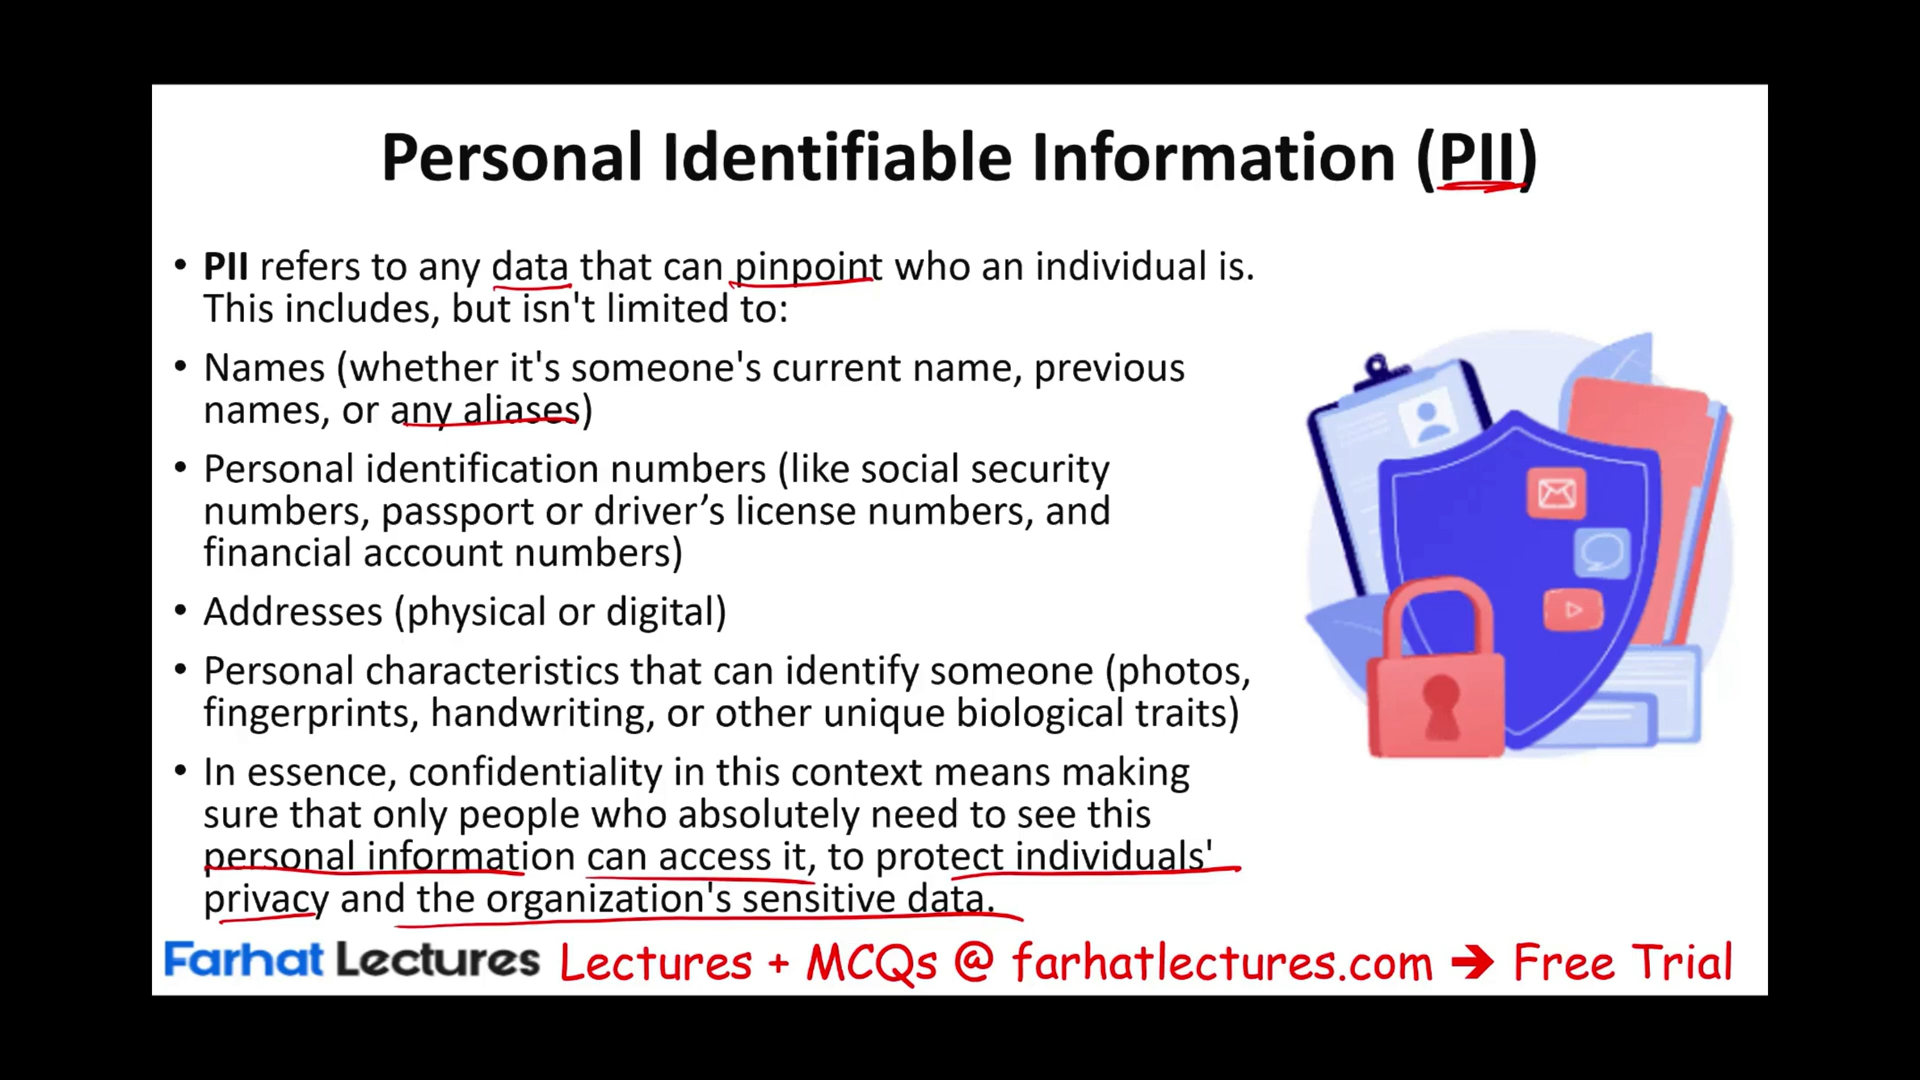 Personal Identifiable Information (PII)
• PII refers to any data that can pinpoint who an individual is.
This includes, but isn't limited to:
• Names (whether it's someone's current name, previous
names, or any aliases)
• Personal identification numbers (like social security
numbers, passport or driver’s license numbers, and
financial account numbers)
• Addresses (physical or digital)
• Personal characteristics that can identify someone (photos,
fingerprints, handwriting, or other unique biological traits)
• In essence, confidentiality in this context means making
sure that only people who absolutely need to see this
personal information can access it, to protect individuals'
privacy and the organization's sensitive data.
Farhat Lectures Lectures + MCQs @ farhatlectures.com ➔ Free Trial